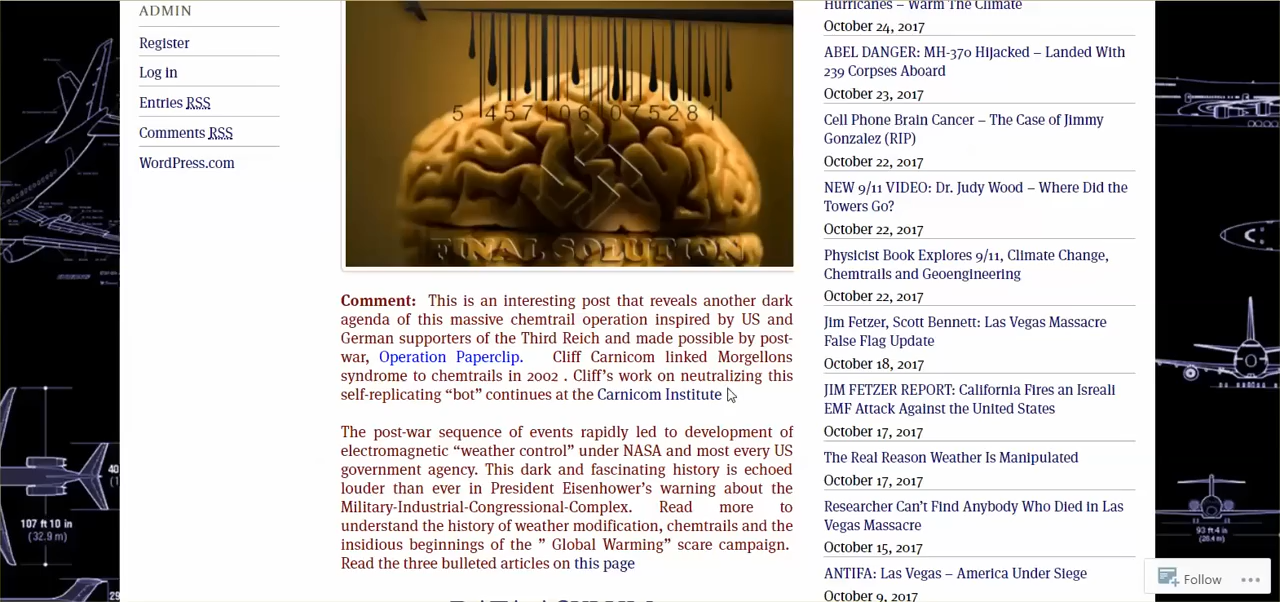 ADMIN
Register
Log in
Entries RSS
Comments RSS
WordPress.com
5 457106 075281
FINAL SOLUTION
Comment: This is an interesting post that reveals another dark
agenda of this massive chemtrail operation inspired by US and
German supporters of the Third Reich and made possible by post-
war, Operation Paperclip. Cliff Carnicom linked Morgellons
syndrome to chemtrails in 2002 . Cliff’s work on neutralizing this
self-replicating “bot” continues at the Carnicom Institute
The post-war sequence of events rapidly led to development of
electromagnetic “weather control” under NASA and most every US
government agency. This dark and fascinating history is echoed
louder than ever in President Eisenhower’s warning about the
Military-Industrial-Congressional-Complex. Read more to
understand the history of weather modification, chemtrails and the
insidious beginnings of the ” Global Warming” scare campaign.
Read the three bulleted articles on this page
Hurricanes – Warm The Climate
October 24, 2017
ABEL DANGER: MH-370 Hijacked – Landed With
239 Corpses Aboard
October 23, 2017
Cell Phone Brain Cancer – The Case of Jimmy
Gonzalez (RIP)
October 22, 2017
NEW 9/11 VIDEO: Dr. Judy Wood – Where Did the
Towers Go?
October 22, 2017
Physicist Book Explores 9/11, Climate Change,
Chemtrails and Geoengineering
October 22, 2017
Jim Fetzer, Scott Bennett: Las Vegas Massacre
False Flag Update
October 18, 2017
JIM FETZER REPORT: California Fires an Isreali
EMF Attack Against the United States
October 17, 2017
The Real Reason Weather Is Manipulated
October 17, 2017
Researcher Can’t Find Anybody Who Died in Las
Vegas Massacre
October 15, 2017
ANTIFA: Las Vegas – America Under Siege
October 9, 2017
Follow
107 ft 10 in
(32.9 m)
40
93 ft 4 in
(28.4 m)
29